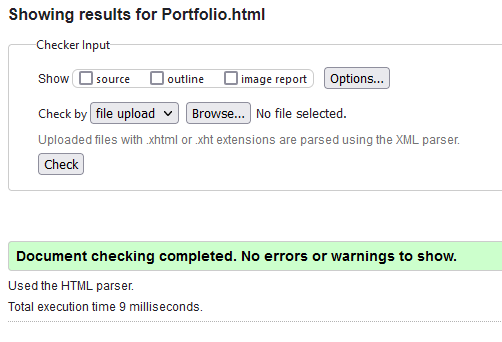 Showing results for Portfolio.html
Checker Input
Show source outline image report Options...
Check by file upload Browse... No file selected.
Uploaded files with .xhtml or .xht extensions are parsed using the XML parser.
Check
Document checking completed. No errors or warnings to show.
Used the HTML parser.
Total execution time 9 milliseconds.